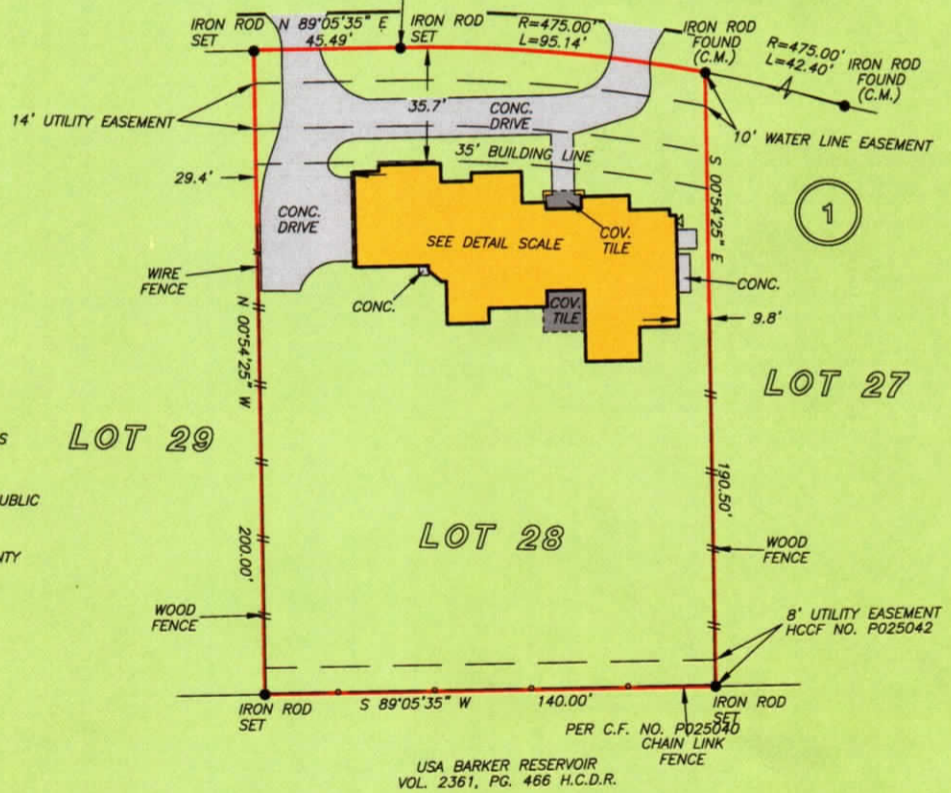 IRON ROD
SET
N 89°05'35" E
45.49'
IRON ROD
SET
R=475.00'
L=95.14'
IRON ROD
FOUND
(C.M.)
R=475.00'
L=42.40'
IRON ROD
FOUND
(C.M.)
14' UTILITY EASEMENT
35.7'
CONC.
DRIVE
10' WATER LINE EASEMENT
35' BUILDING LINE
29.4'
S 00°54'25" E
1
CONC.
DRIVE
SEE DETAIL SCALE
COV.
TILE
WIRE
FENCE
CONC.
COV.
TILE
CONC.
9.8'
N 00°54'25" W
LOT 27
LOT 29
S
UBLIC
NTY
200.00'
LOT 28
190.50'
WOOD
FENCE
WOOD
FENCE
8' UTILITY EASEMENT
HCCF NO. P025042
IRON ROD
SET
S 89°05'35" W
140.00'
IRON ROD
SET
PER C.F. NO. P025040
CHAIN LINK
FENCE
USA BARKER RESERVOIR
VOL. 2361, PG. 466 H.C.D.R.